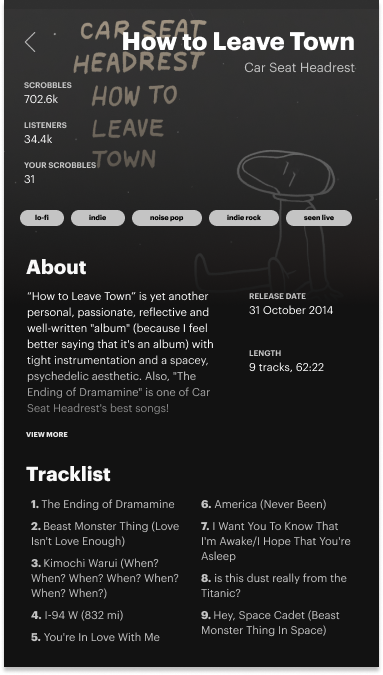 CAR SEAT
HEADREST
HOW TO
LEAVE
TOWN
How to Leave Town
Car Seat Headrest
SCROBBLES
702.6k
LISTENERS
34.4k
YOUR SCROBBLES
31
lo-fi
indie
noise pop
indie rock
seen live
About
"How to Leave Town" is yet another
personal, passionate, reflective and
well-written "album" (because I feel
better saying that it's an album) with
tight instrumentation and a spacey,
psychedelic aesthetic. Also, "The
Ending of Dramamine" is one of Car
Seat Headrest's best songs!
VIEW MORE
RELEASE DATE
31 October 2014
LENGTH
9 tracks, 62:22
Tracklist
1. The Ending of Dramamine
2. Beast Monster Thing (Love
Isn't Love Enough)
3. Kimochi Warui (When?
When? When? When? When?
When? When?)
4. I-94 W (832 mi)
5. You're In Love With Me
6. America (Never Been)
7. I Want You To Know That
I'm Awake/I Hope That You're
Asleep
8. is this dust really from the
Titanic?
9. Hey, Space Cadet (Beast
Monster Thing In Space)